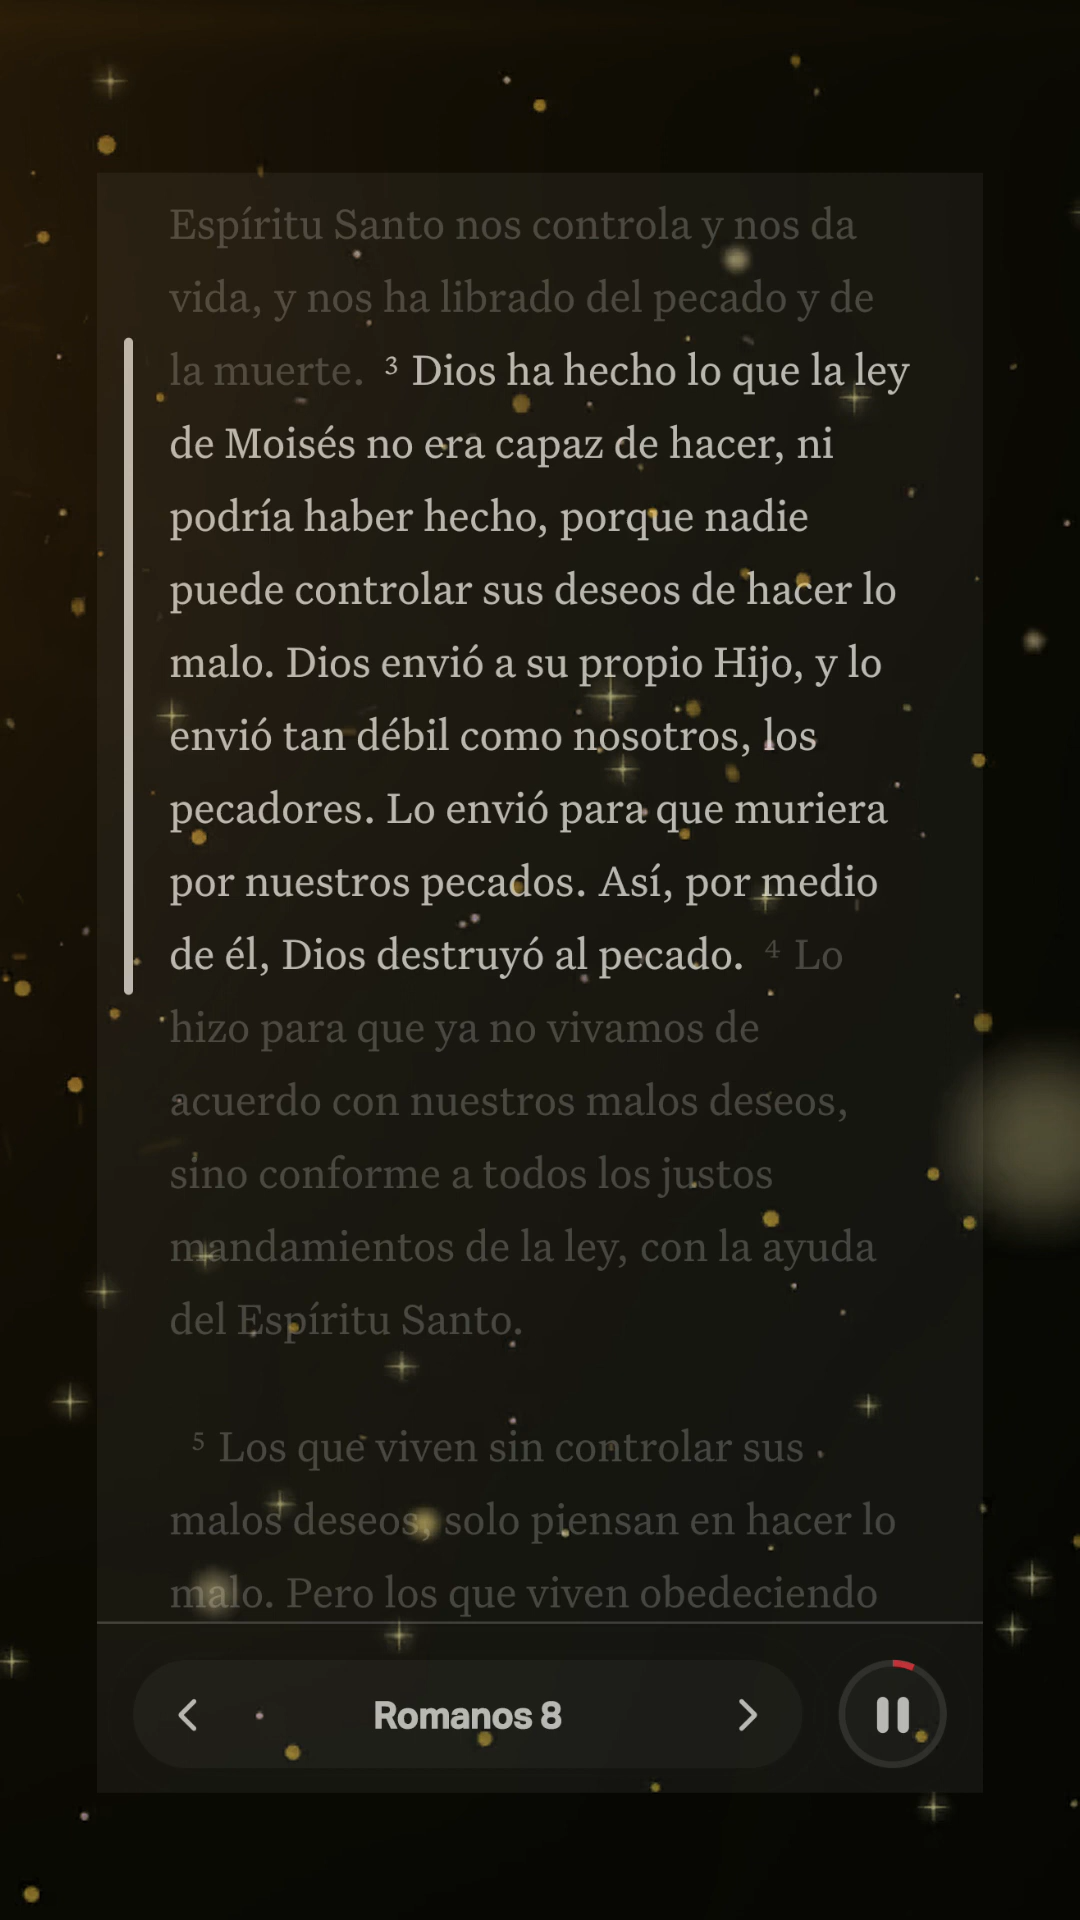 Espíritu Santo nos controla y nos da
vida, y nos ha librado del pecado y de
la muerte. 3 Dios ha hecho lo que la ley
de Moisés no era capaz de hacer, ni
podría haber hecho, porque nadie
puede controlar sus deseos de hacer lo
malo. Dios envió a su propio Hijo, y lo
envió tan débil como nosotros, los
pecadores. Lo envió para que muriera
por nuestros pecados. Así, por medio
de él, Dios destruyó al pecado. 4 Lo
hizo para que ya no vivamos de
acuerdo con nuestros malos deseos,
sino conforme a todos los justos
mandamientos de la ley, con la ayuda
del Espíritu Santo.
5 Los que viven sin controlar sus
malos deseos, solo piensan en hacer lo
malo. Pero los que viven obedeciendo
Romanos 8